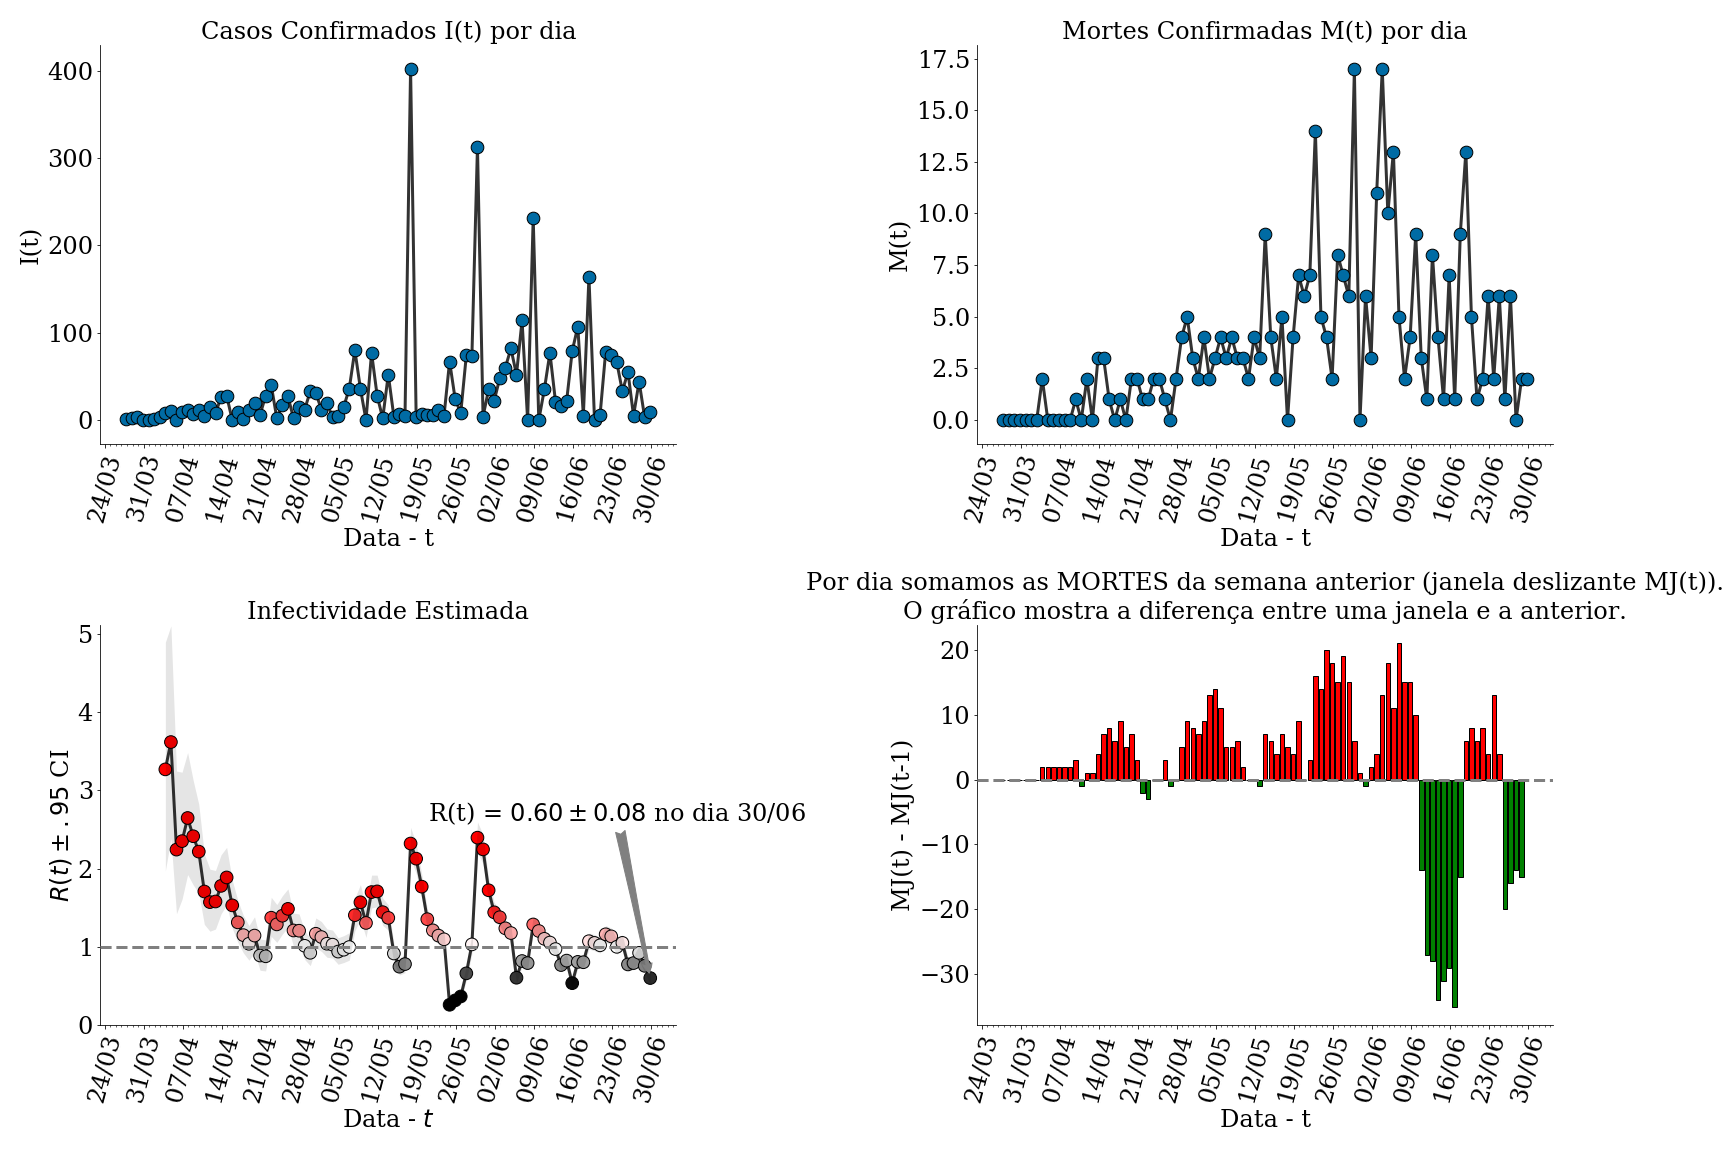 Casos Confirmados I(t) por dia
400
300
200
100
0
I(t)
24/03 31/03 07/04 14/04 21/04 28/04 05/05 12/05 19/05 26/05 02/06 09/06 16/06 23/06 30/06
Data - t
Mortes Confirmadas M(t) por dia
17.5
15.0
12.5
10.0
7.5
5.0
2.5
0.0
M(t)
24/03 31/03 07/04 14/04 21/04 28/04 05/05 12/05 19/05 26/05 02/06 09/06 16/06 23/06 30/06
Data - t
Infectividade Estimada
5
4
3
2
1
0
R(t) ± .95 CI
R(t) = 0.60 ± 0.08 no dia 30/06
24/03 31/03 07/04 14/04 21/04 28/04 05/05 12/05 19/05 26/05 02/06 09/06 16/06 23/06 30/06
Data - t
Por dia somamos as MORTES da semana anterior (janela deslizante MJ(t)).
O gráfico mostra a diferença entre uma janela e a anterior.
20
10
0
−10
−20
−30
MJ(t) - MJ(t-1)
24/03 31/03 07/04 14/04 21/04 28/04 05/05 12/05 19/05 26/05 02/06 09/06 16/06 23/06 30/06
Data - t